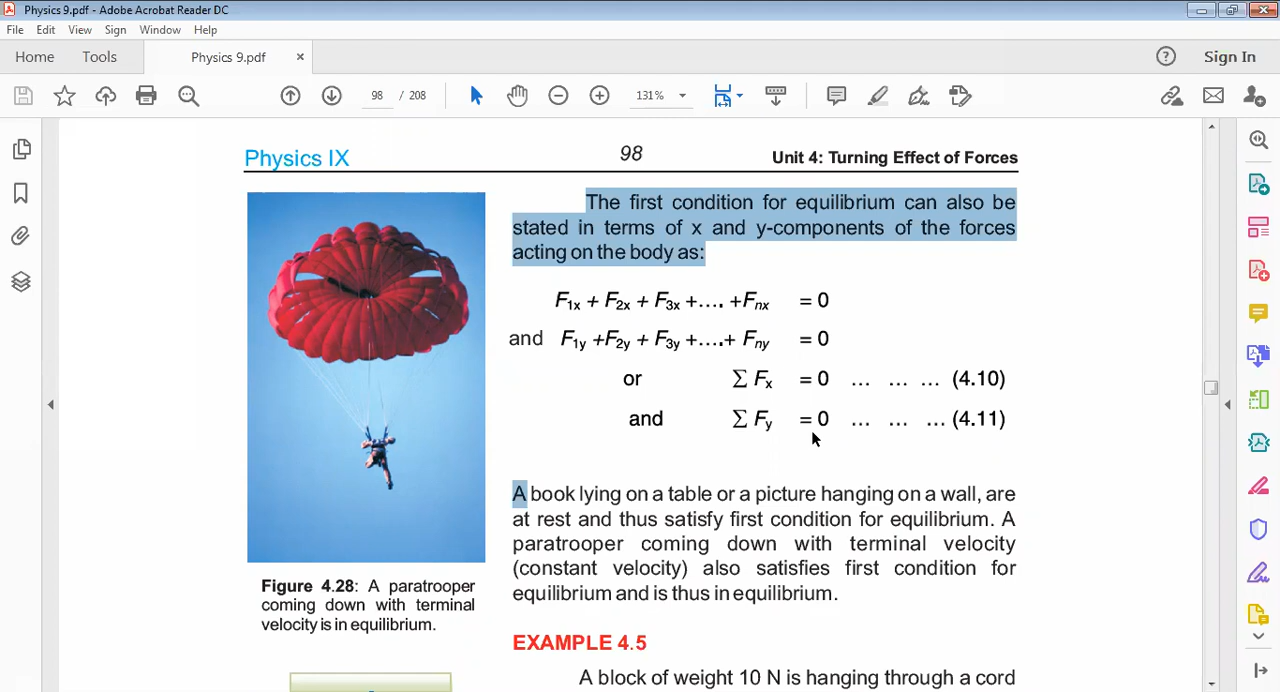 Physics 9.pdf - Adobe Acrobat Reader DC
File Edit View Sign Window Help
Home Tools Physics 9.pdf × Sign In
98 / 208 131%
Physics IX 98 Unit 4: Turning Effect of Forces
The first condition for equilibrium can also be
stated in terms of x and y-components of the forces
acting on the body as:
F1x + F2x + F3x +.... +Fnx = 0
and F1y +F2y + F3y +....+ Fny = 0
or ∑ Fx = 0 ... ... ... (4.10)
and ∑ Fy = 0 ... ... ... (4.11)
A book lying on a table or a picture hanging on a wall, are
at rest and thus satisfy first condition for equilibrium. A
paratrooper coming down with terminal velocity
(constant velocity) also satisfies first condition for
equilibrium and is thus in equilibrium.
Figure 4.28: A paratrooper
coming down with terminal
velocity is in equilibrium.
EXAMPLE 4.5
A block of weight 10 N is hanging through a cord